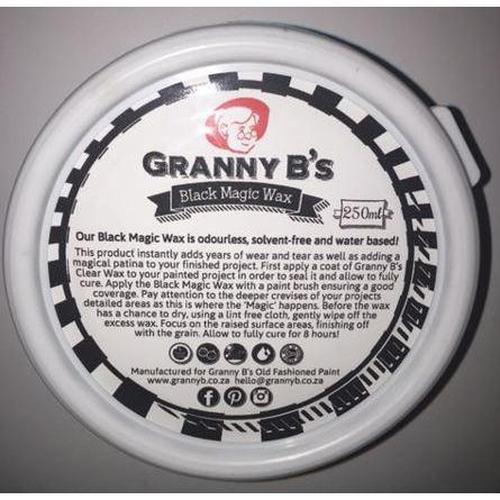 GRANNY B's
Black Magic Wax
250ml
Our Black Magic Wax is odourless, solvent-free and water based!
This product instantly adds years of wear and tear as well as adding a
magical patina to your finished project. First apply a coat of Granny B's
Clear Wax to your painted project in order to seal it and allow to fully
cure. Apply the Black Magic Wax with a paint brush ensuring a good
coverage. Pay attention to the deeper crevises of your projects
detailed areas as this is where the 'Magic' happens. Before the wax
has a chance to dry, using a lint free cloth, gently wipe off the
excess wax. Focus on the raised surface areas, finishing off
with the grain. Allow to fully cure for 8 hours!
Manufactured for Granny B's Old Fashioned Paint
www.grannyb.co.za hello@grannyb.co.za